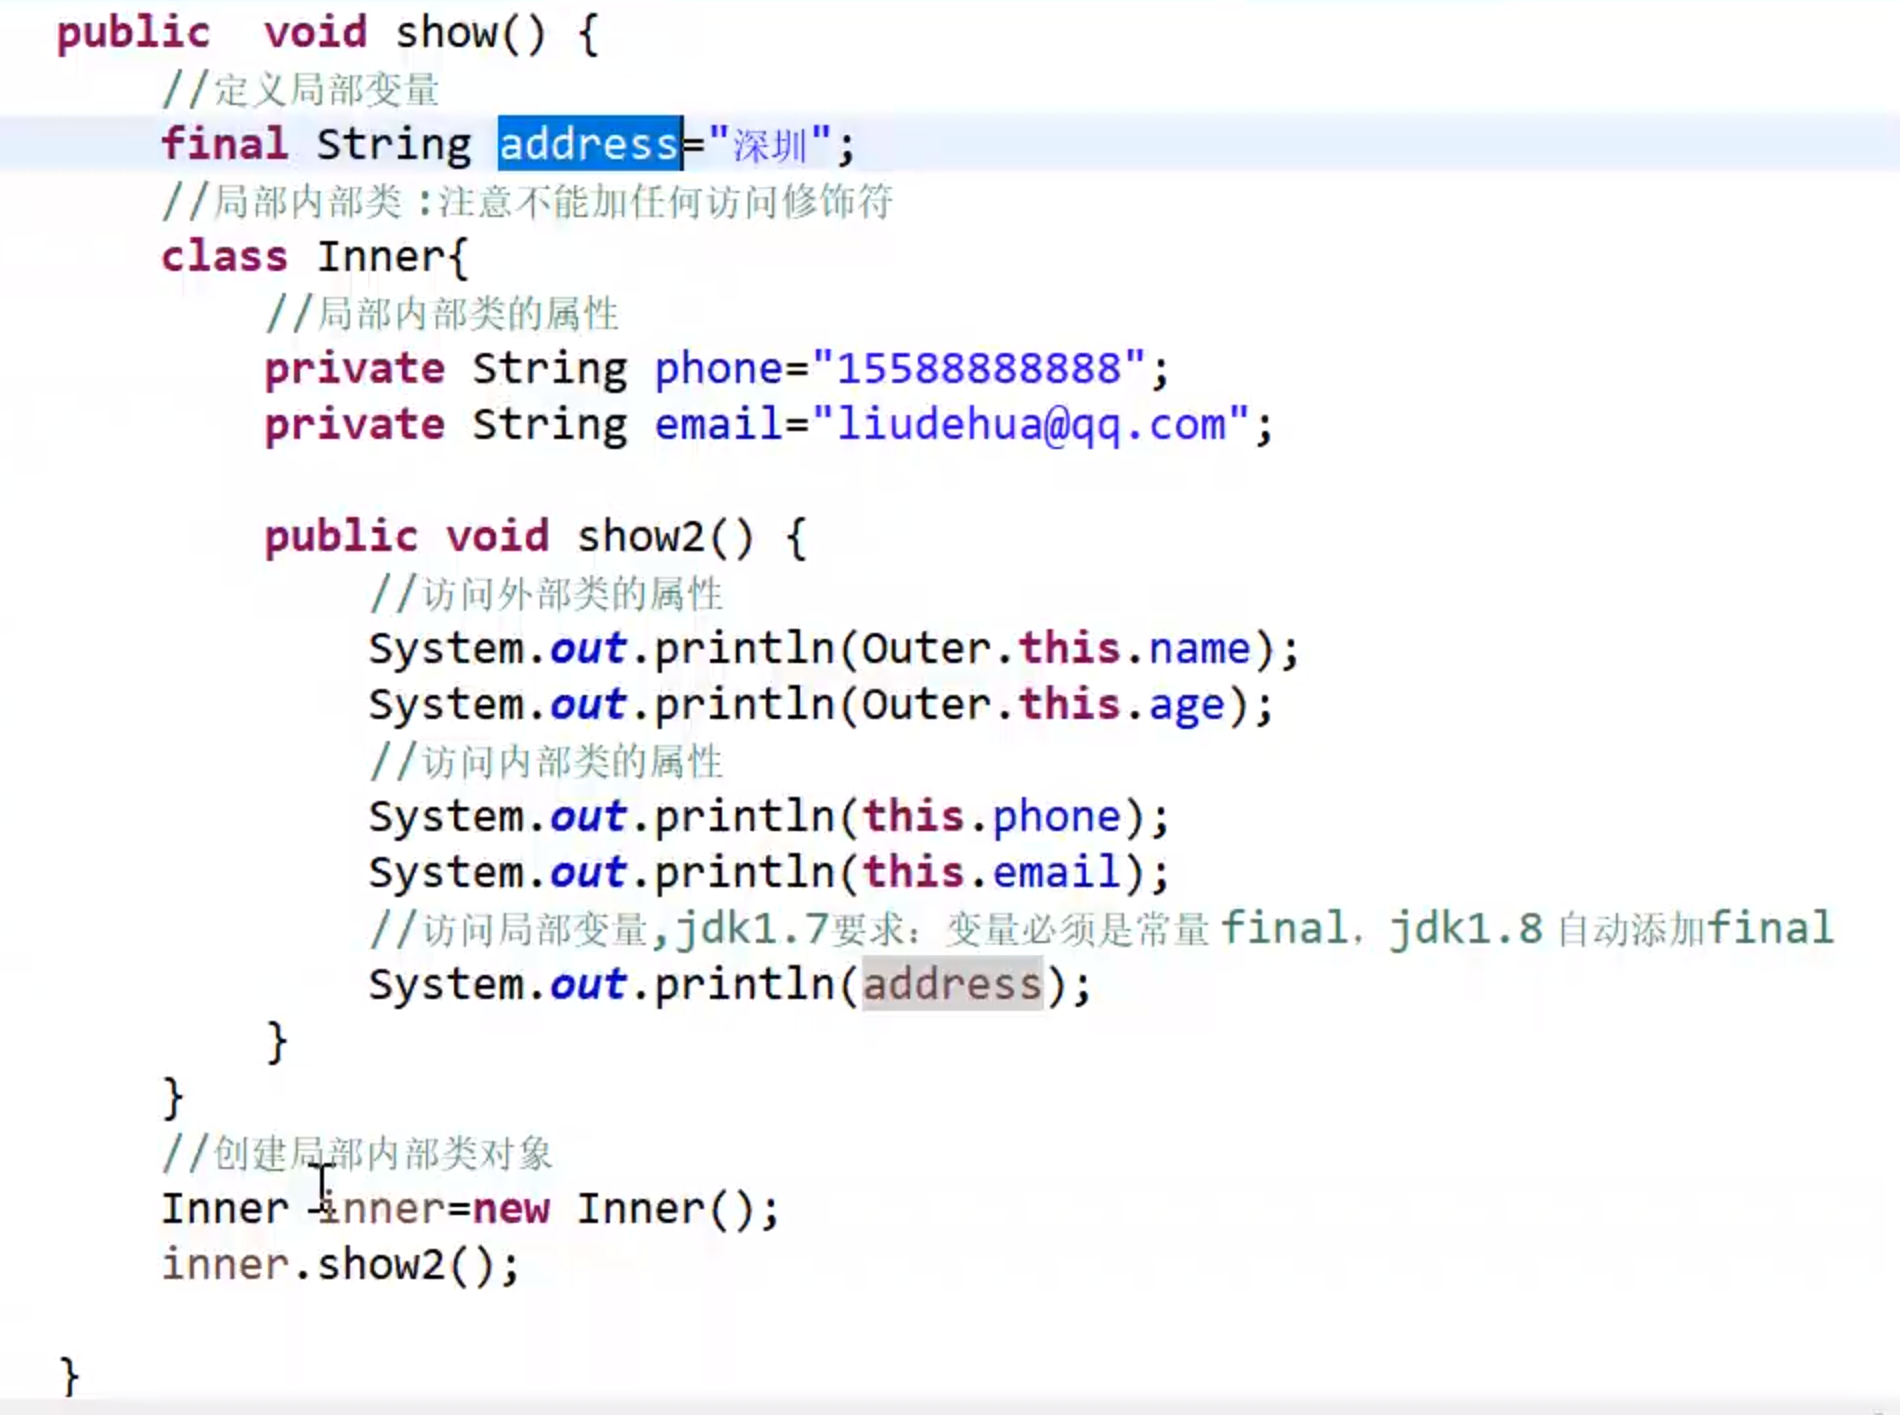 public  void show() {
//定义局部变量
final String address="深圳";
//局部内部类:注意不能加任何访问修饰符
class Inner{
//局部内部类的属性
private String phone="15588888888";
private String email="liudehua@qq.com";
public void show2() {
//访问外部类的属性
System.out.println(Outer.this.name);
System.out.println(Outer.this.age);
//访问内部类的属性
System.out.println(this.phone);
System.out.println(this.email);
//访问局部变量,jdk1.7要求：变量必须是常量 final，jdk1.8 自动添加final
System.out.println(address);
}
}
//创建局部内部类对象
Inner inner=new Inner();
inner.show2();
}